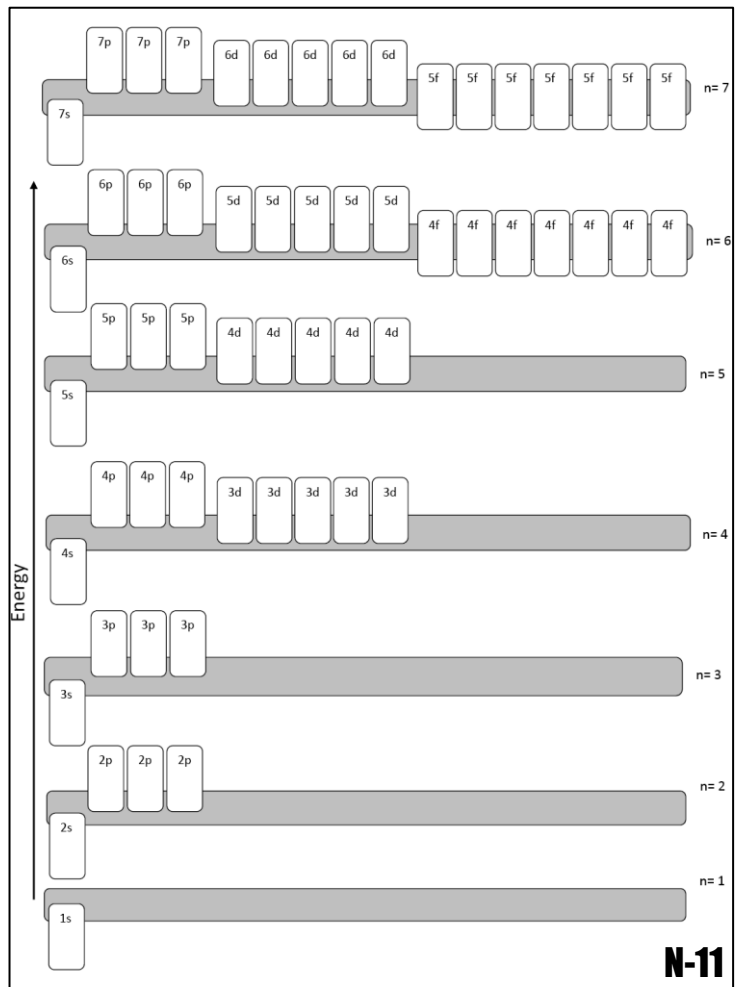 7p 7p 7p
6d 6d 6d 6d 6d
5f 5f 5f 5f 5f 5f 5f
n= 7
7s
6p 6p 6p
5d 5d 5d 5d 5d
4f 4f 4f 4f 4f 4f 4f
n= 6
6s
5p 5p 5p
4d 4d 4d 4d 4d
n= 5
5s
4p 4p 4p
3d 3d 3d 3d 3d
n= 4
4s
Energy
3p 3p 3p
n= 3
3s
2p 2p 2p
n= 2
2s
n= 1
1s
N-11